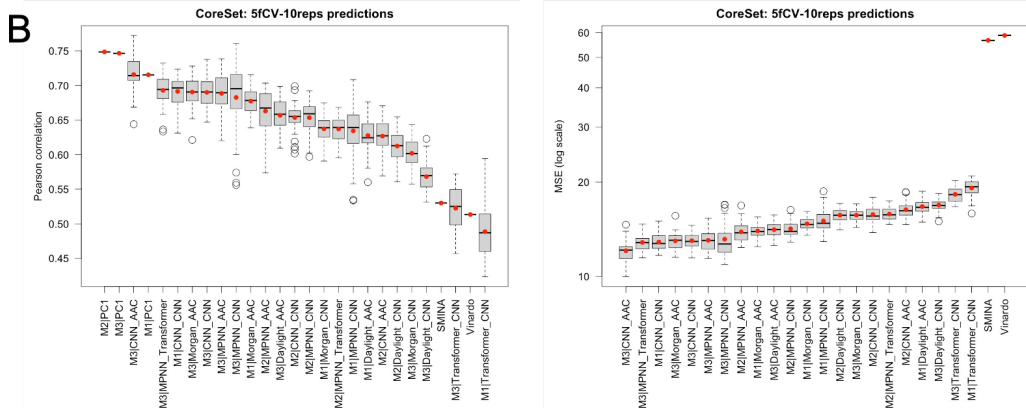 B
CoreSet: 5fCV-10reps predictions
Pearson correlation
0.75
0.70
0.65
0.60
0.55
0.50
0.45
M2|PC1
M3|PC1
M3|CNN_AAC
M1|PC1
M3|MPNN_Transformer
M1|CNN_CNN
M3|Morgan_AAC
M3|CNN_CNN
M3|MPNN_AAC
M3|MPNN_CNN
M1|Morgan_AAC
M2|MPNN_AAC
M3|Daylight_AAC
M2|CNN_CNN
M2|MPNN_CNN
M1|Morgan_CNN
M2|MPNN_Transformer
M1|MPNN_CNN
M1|Daylight_AAC
M2|CNN_AAC
M2|Daylight_CNN
M3|Morgan_CNN
M3|Daylight_CNN
SMINA
M3|Transformer_CNN
Vinardo
M1|Transformer_CNN
CoreSet: 5fCV-10reps predictions
MSE (log scale)
60
50
40
30
20
10
M3|CNN_AAC
M3|MPNN_Transformer
M1|CNN_CNN
M3|Morgan_AAC
M3|CNN_CNN
M3|MPNN_AAC
M3|MPNN_CNN
M2|MPNN_AAC
M1|Morgan_AAC
M3|Daylight_AAC
M2|MPNN_CNN
M1|Morgan_CNN
M1|MPNN_CNN
M2|Daylight_CNN
M3|Morgan_CNN
M2|CNN_CNN
M2|MPNN_Transformer
M2|CNN_AAC
M1|Daylight_AAC
M3|Daylight_CNN
M3|Transformer_CNN
M1|Transformer_CNN
SMINA
Vinardo